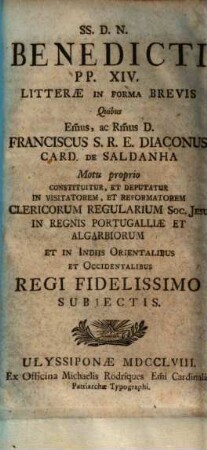 SS. D. N.
BENEDICTI
PP. XIV.
LITTERÆ IN FORMA BREVIS
Quibus
Emus, ac Rmus D.
FRANCISCUS S. R. E. DIACONUS
CARD. DE SALDANHA
Motu proprio
CONSTITUITUR, ET DEPUTATUR
IN VISITATOREM, ET REFORMATOREM
CLERICORUM REGULARIUM Soc. Jesu
IN REGNIS PORTUGALLIÆ ET
ALGARBIORUM
ET IN INDIIS ORIENTALIBUS
ET OCCIDENTALIBUS
REGI FIDELISSIMO
SUBJECTIS.
ULYSSIPONÆ MDCCLVIII.
Ex Officina Michaelis Rodriques Emi Cardinalis
Patriarchæ Typographi.